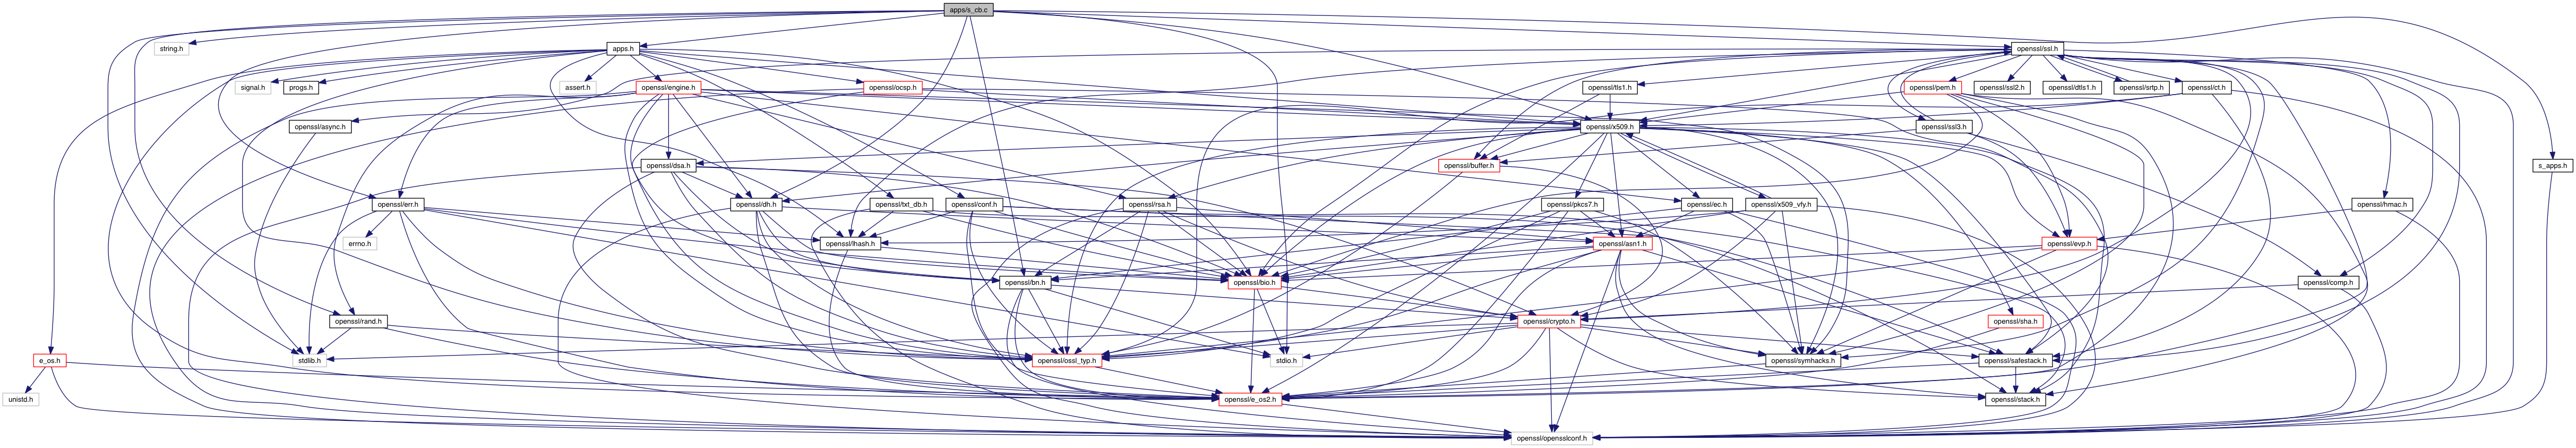 apps/s_cb.c
string.h
apps.h
openssl/ssl.h
signal.h
progs.h
openssl/engine.h
assert.h
openssl/ocsp.h
openssl/tls1.h
openssl/pem.h
openssl/ssl2.h
openssl/dtls1.h
openssl/srtp.h
openssl/ct.h
openssl/async.h
openssl/x509.h
openssl/ssl3.h
openssl/dsa.h
openssl/buffer.h
s_apps.h
openssl/err.h
openssl/dh.h
openssl/txt_db.h
openssl/conf.h
openssl/rsa.h
openssl/pkcs7.h
openssl/ec.h
openssl/x509_vfy.h
openssl/hmac.h
errno.h
openssl/lhash.h
openssl/asn1.h
openssl/evp.h
openssl/bn.h
openssl/bio.h
openssl/comp.h
openssl/rand.h
openssl/crypto.h
openssl/sha.h
e_os.h
stdlib.h
openssl/ossl_typ.h
stdio.h
openssl/symhacks.h
openssl/safestack.h
unistd.h
openssl/e_os2.h
openssl/stack.h
openssl/opensslconf.h